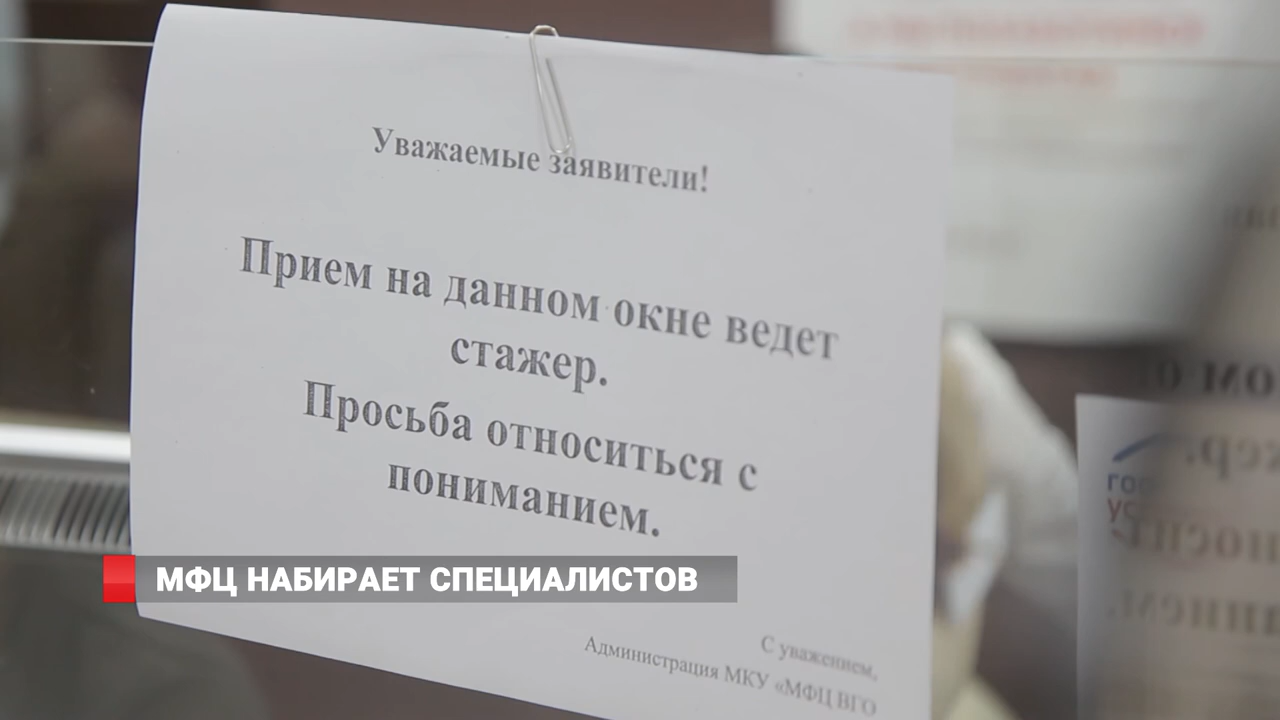 Уважаемые заявители!
Прием на данном окне ведет
стажер.
Просьба относиться с
пониманием.
МФЦ НАБИРАЕТ СПЕЦИАЛИСТОВ
С уважением,
Администрация МКУ «МФЦ ВГО